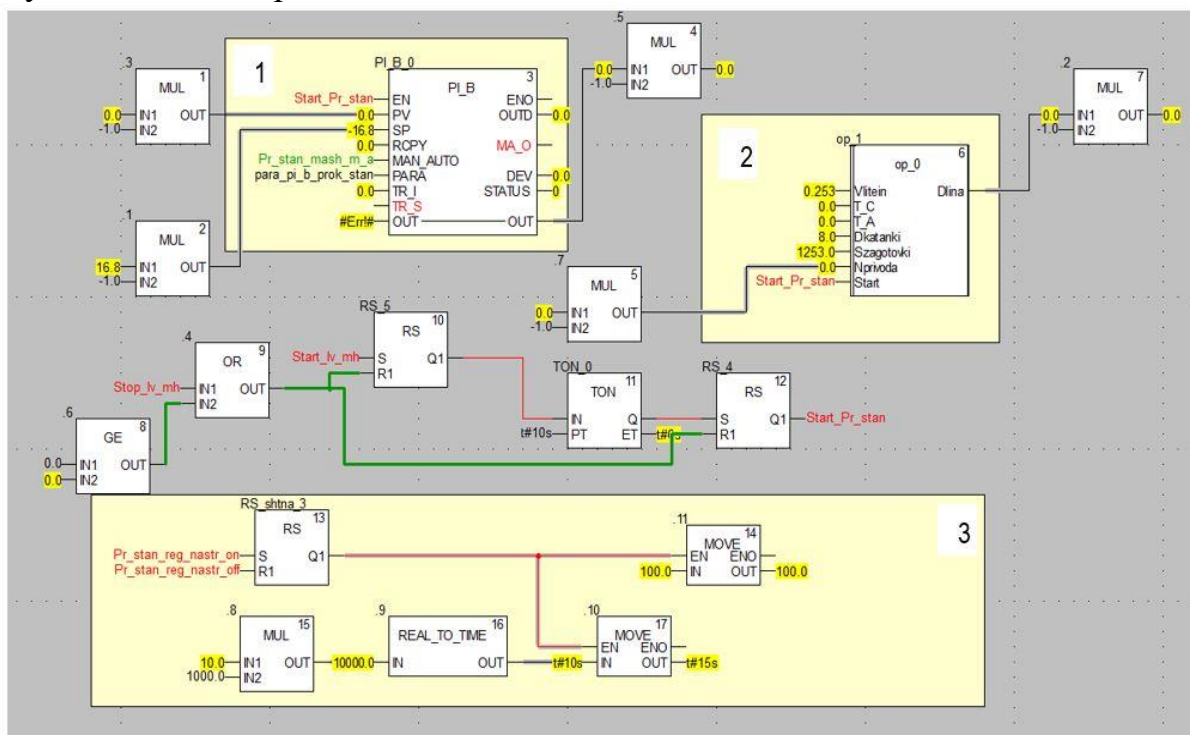 .5
4
MUL
0.0 IN1 OUT 0.0
-1.0 IN2
1
PI_B_0
3
PI_B
Start_Pr_stan EN ENO
0.0 PV OUTD 0.0
-16.8 SP
0.0 RCPY MA_O
Pr_stan_mash_m_a MAN_AUTO
para_pi_b_prok_stan PARA DEV 0.0
0.0 TR_I STATUS 0
TR_S
#Err!# OUT OUT
.3
1
MUL
0.0 IN1 OUT
-1.0 IN2
.2
7
MUL
0.0 IN1 OUT 0.0
-1.0 IN2
2
op_1
6
op_0
0.253 Vlitein Dlina
0.0 T_C
0.0 T_A
8.0 Dkatanki
1253.0 Szagotovki
0.0 Nprivoda
Start_Pr_stan Start
.1
2
MUL
16.8 IN1 OUT
-1.0 IN2
.7
5
MUL
0.0 IN1 OUT
-1.0 IN2
RS_5
10
RS
Start_lv_mh S Q1
R1
.4
9
OR
Stop_lv_mh IN1 OUT
IN2
TON_0
11
TON
IN Q
t#10s PT ET t#0s
RS_4
12
RS
S Q1 Start_Pr_stan
R1
.6
8
GE
0.0 IN1 OUT
0.0 IN2
3
RS_shtna_3
13
RS
Pr_stan_reg_nastr_on S Q1
Pr_stan_reg_nastr_off R1
.11
14
MOVE
EN ENO
100.0 IN OUT 100.0
.8
15
MUL
10.0 IN1 OUT
1000.0 IN2
.9
16
REAL_TO_TIME
10000.0 IN OUT
.10
17
MOVE
EN ENO
t#10s IN OUT t#15s